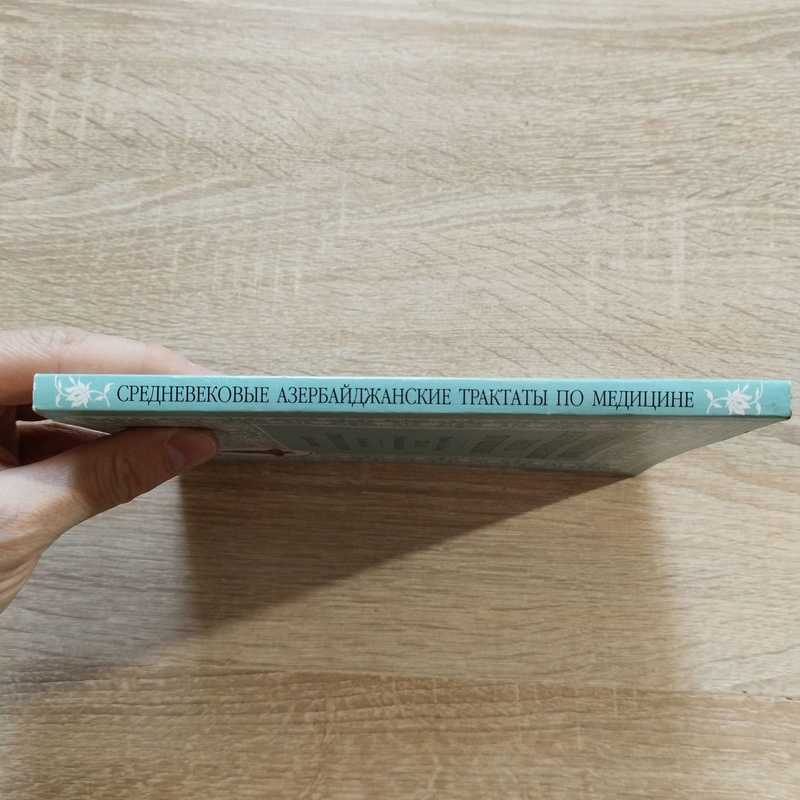 СРЕДНЕВЕКОВЫЕ АЗЕРБАЙДЖАНСКИЕ ТРАКТАТЫ ПО МЕДИЦИНЕ